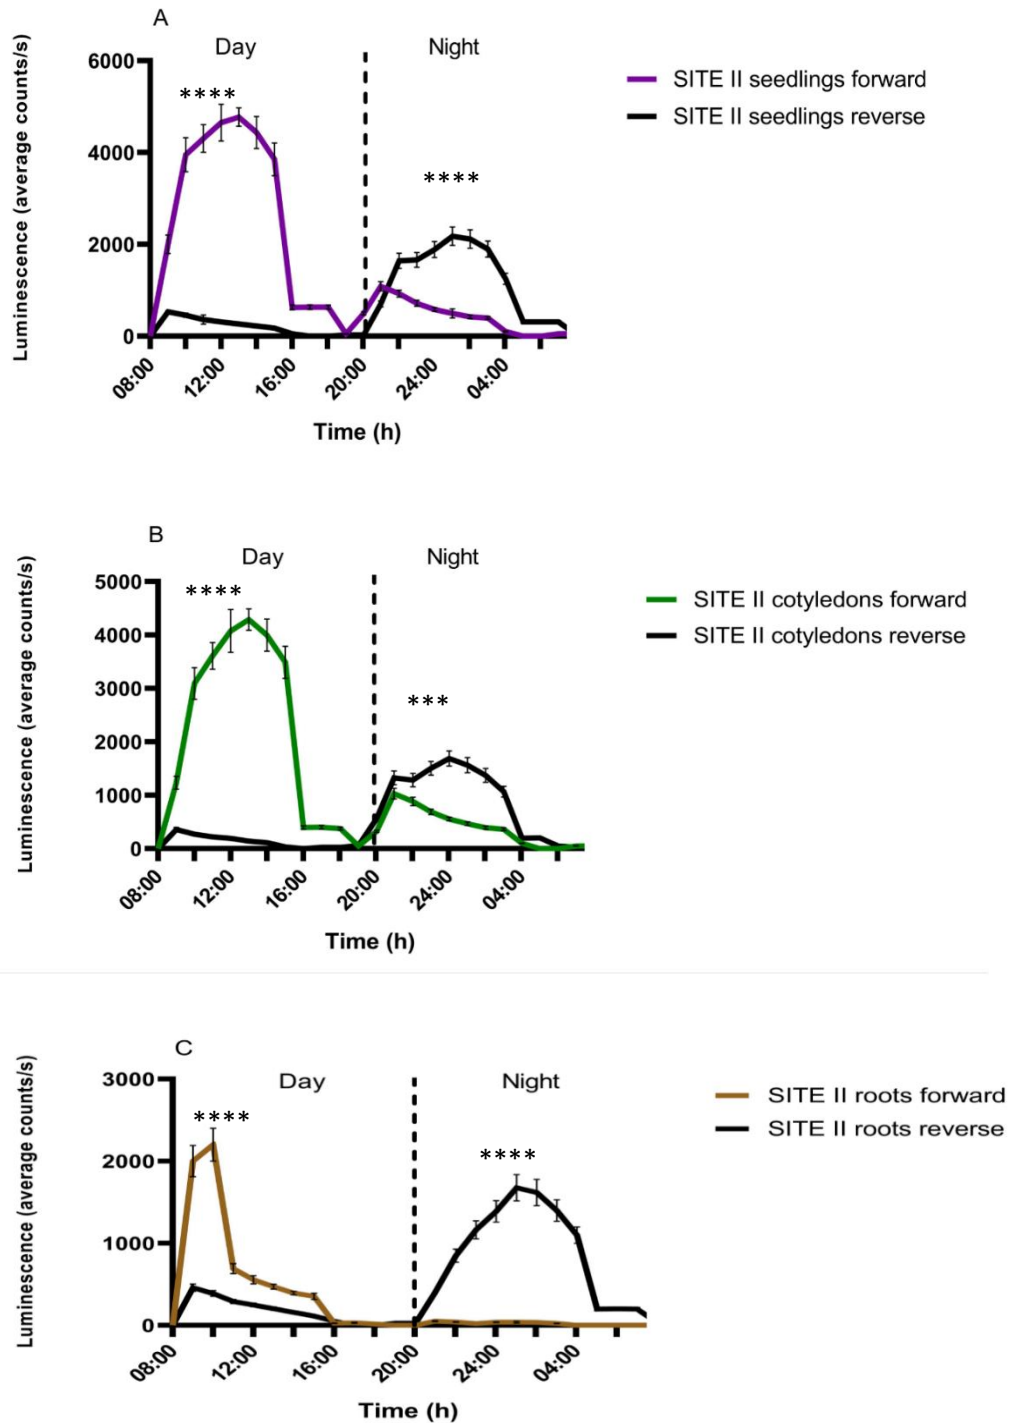 A
Day
Night
6000
4000
2000
0
****
****
Luminescence (average counts/s)
08:00
12:00
16:00
20:00
24:00
04:00
Time (h)
SITE II seedlings forward
SITE II seedlings reverse
B
Day
Night
5000
4000
3000
2000
1000
0
****
***
Luminescence (average counts/s)
08:00
12:00
16:00
20:00
24:00
04:00
Time (h)
SITE II cotyledons forward
SITE II cotyledons reverse
C
Day
Night
3000
2000
1000
0
****
****
Luminescence (average counts/s)
08:00
12:00
16:00
20:00
24:00
04:00
Time (h)
SITE II roots forward
SITE II roots reverse